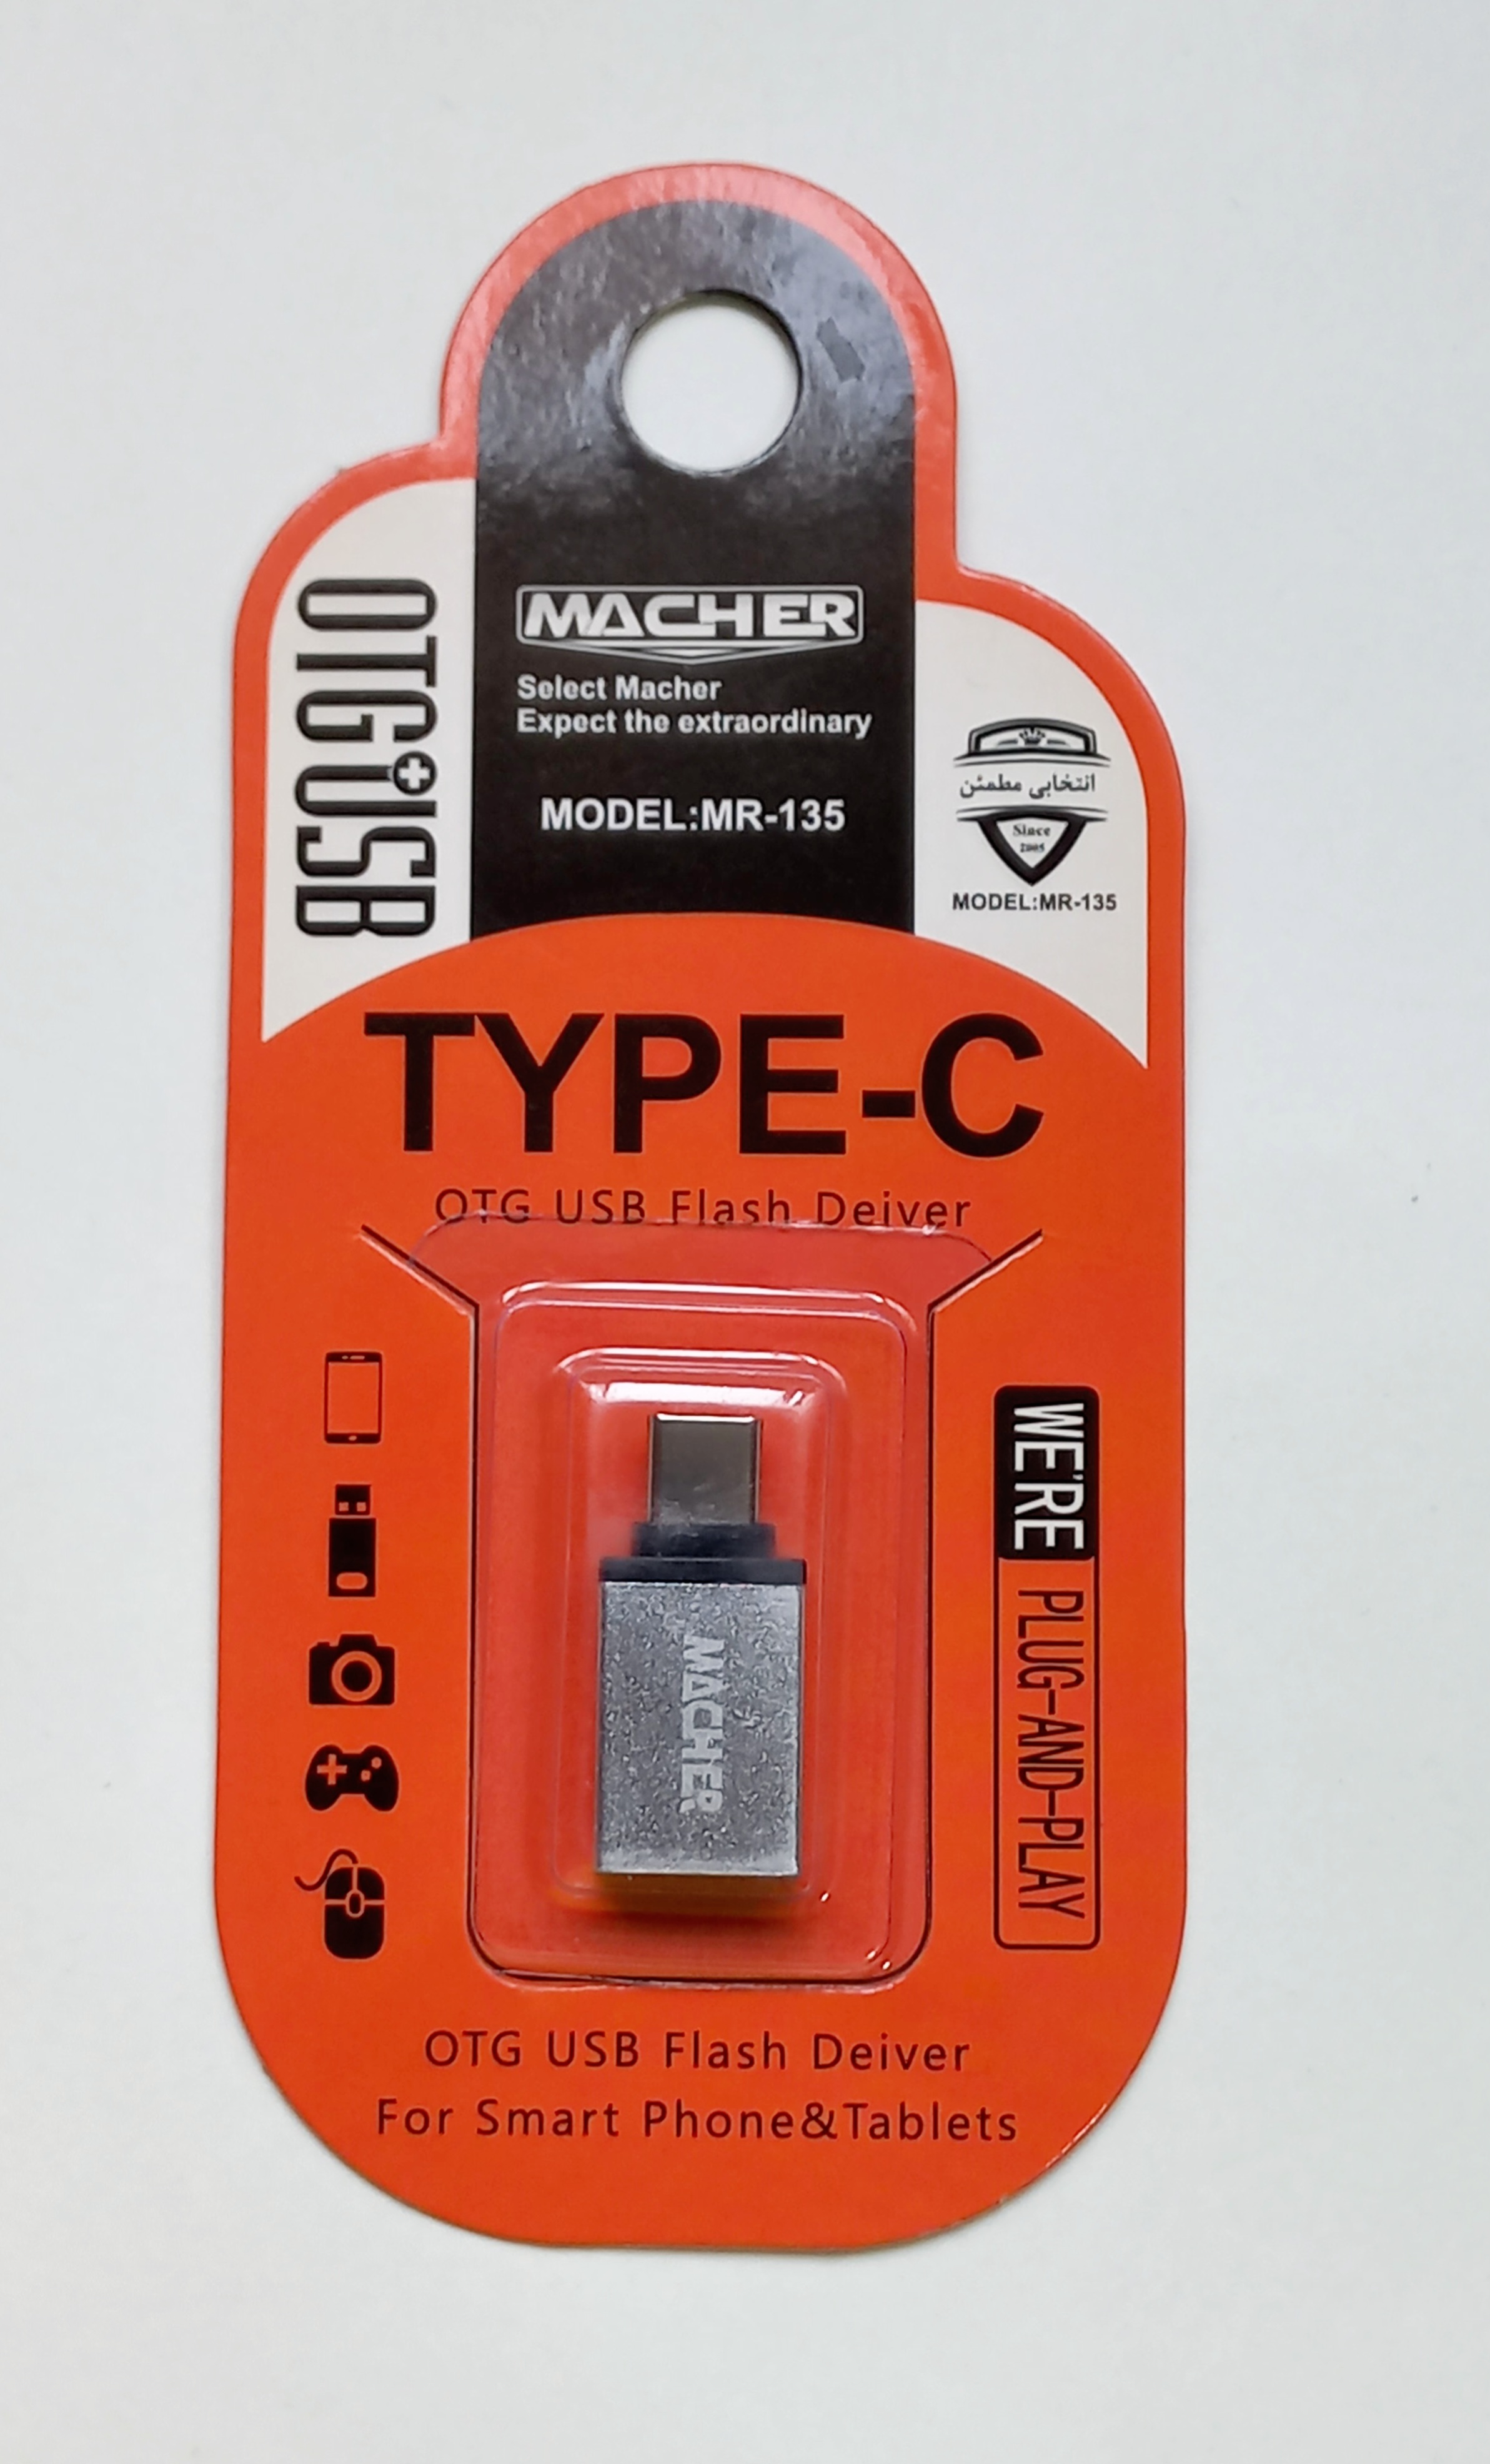 MACHER
Select Macher
Expect the extraordinary
MODEL:MR-135
OTG+USB
انتخابی مطمئن
Since
2005
MODEL:MR-135
TYPE-C
OTG USB Flash Deiver
MACHER
WE'RE PLUG-AND-PLAY
OTG USB Flash Deiver
For Smart Phone&Tablets